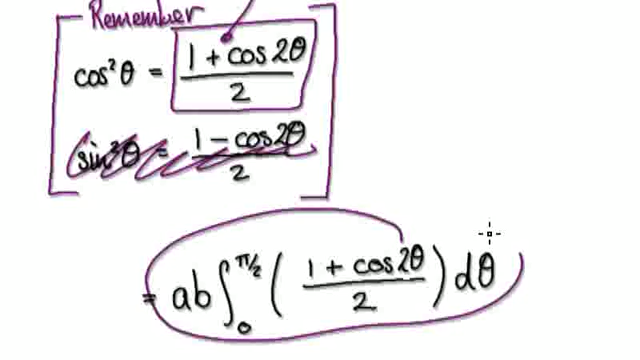 Remember
cos²θ = (1 + cos 2θ)/2
sin²θ = (1 − cos 2θ)/2
= ab ∫₀^{π/2} ( (1 + cos 2θ)/2 ) dθ